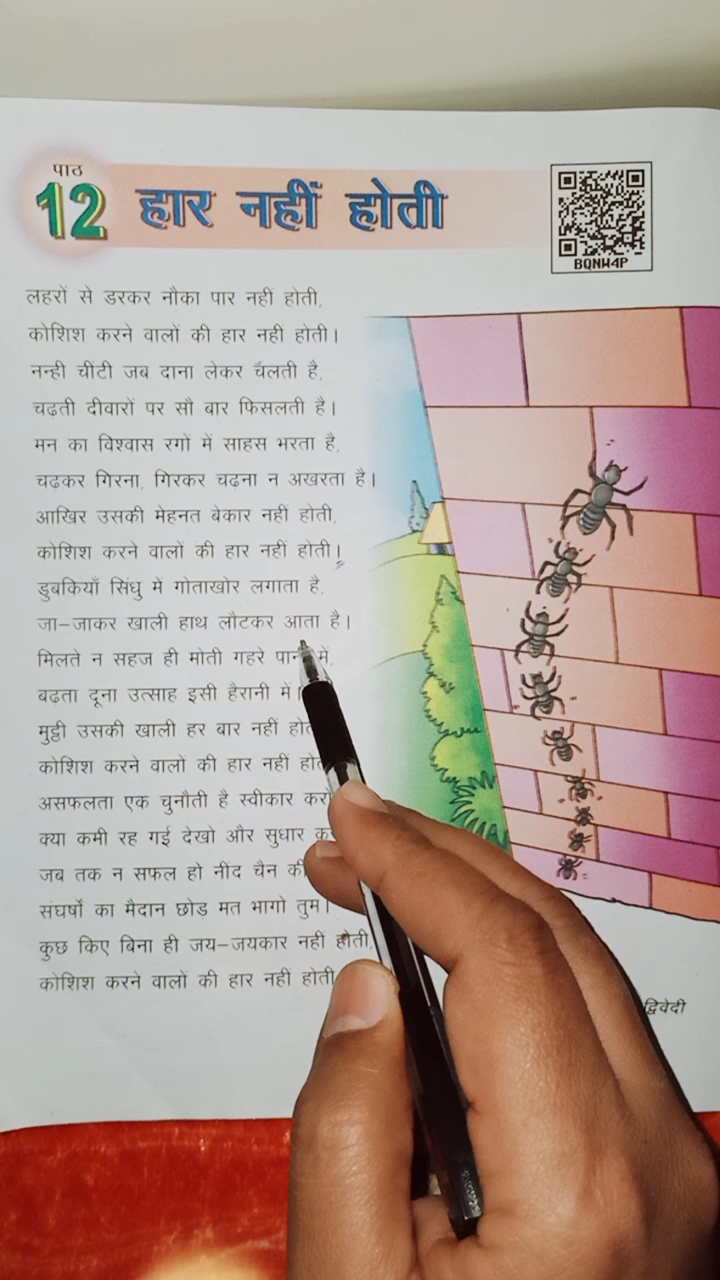 पाठ
12 हार नहीं होती
BQNW4P
लहरों से डरकर नौका पार नहीं होती,
कोशिश करने वालों की हार नहीं होती।
नन्ही चींटी जब दाना लेकर चलती है,
चढ़ती दीवारों पर सौ बार फिसलती है।
मन का विश्वास रगों में साहस भरता है,
चढ़कर गिरना, गिरकर चढ़ना न अखरता है।
आखिर उसकी मेहनत बेकार नहीं होती,
कोशिश करने वालों की हार नहीं होती।
डुबकियाँ सिंधु में गोताखोर लगाता है,
जा-जाकर खाली हाथ लौटकर आता है।
मिलते न सहज ही मोती गहरे में,
बढ़ता दूना उत्साह इसी हैरानी में।
मुट्ठी उसकी खाली हर बार नहीं
कोशिश करने वालों की हार नहीं
असफलता एक चुनौती है स्वीकार
क्या कमी रह गई देखो और सुधार
जब तक न सफल हो नींद चैन
संघर्षों का मैदान छोड़ मत भागो तुम।
कुछ किए बिना ही जय-जयकार नहीं होती,
कोशिश करने वालों की हार नहीं होती
द्विवेदी